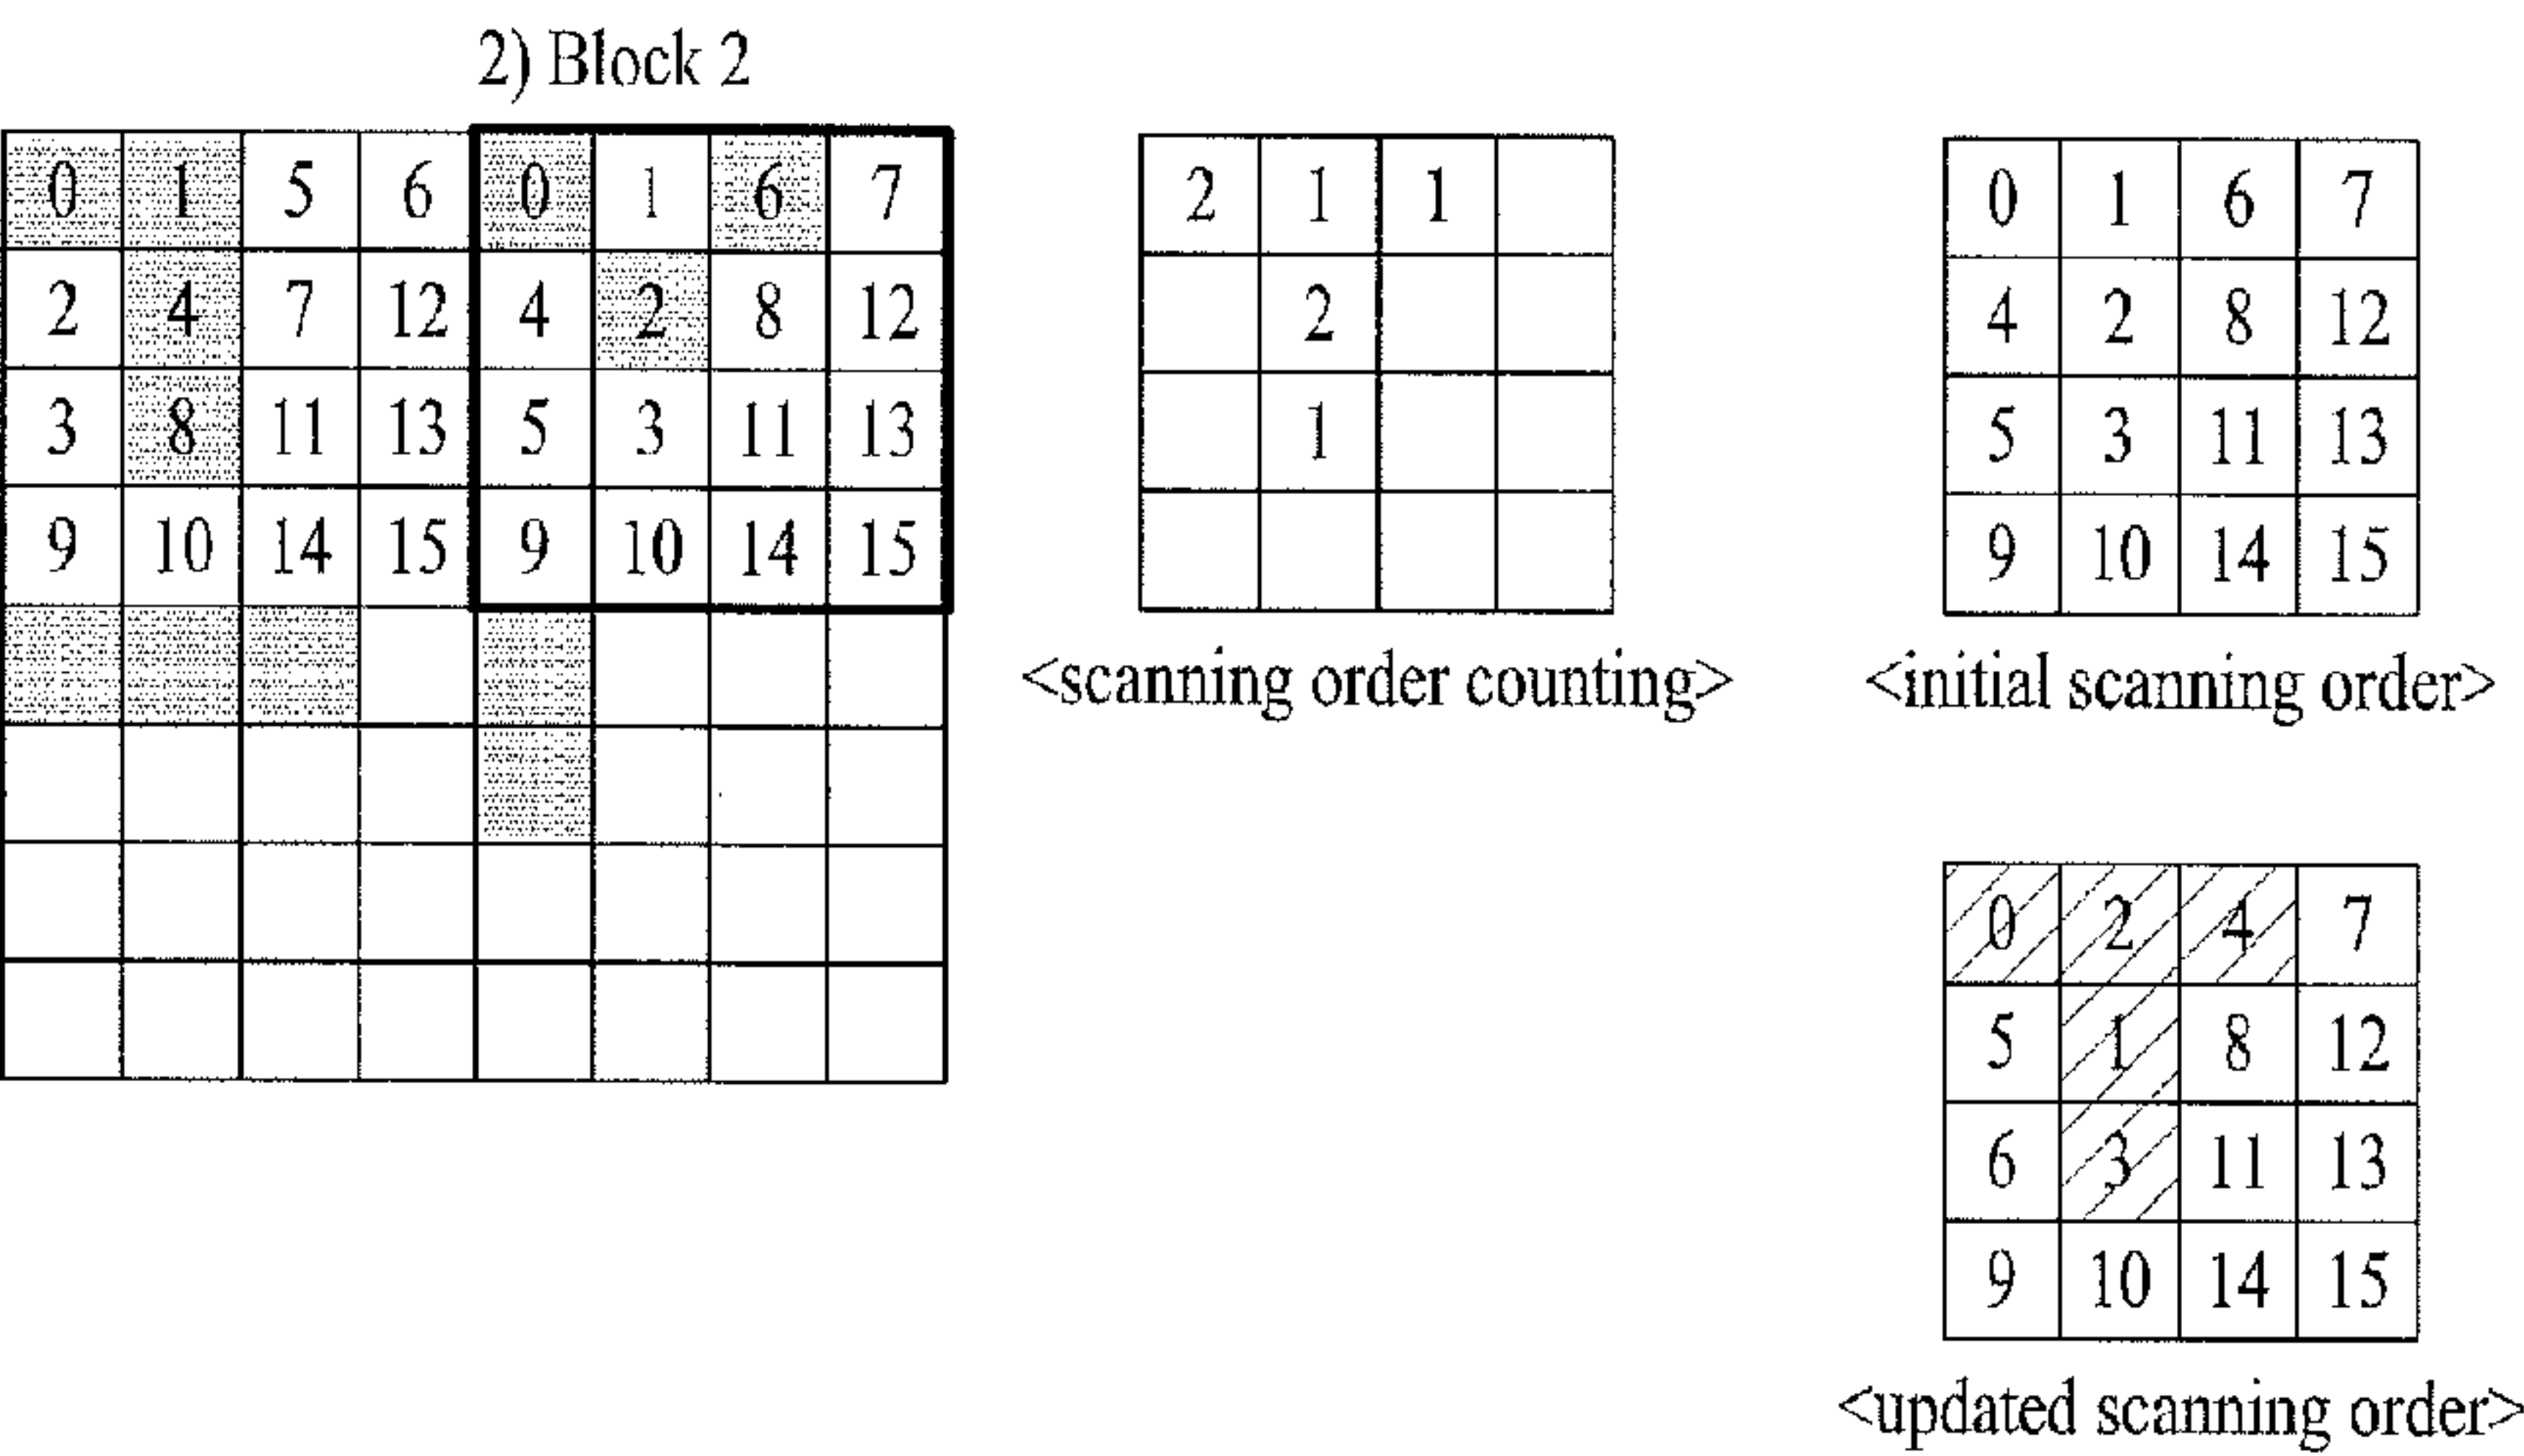 2) Block 2
0 1 5 6 0 1 6 7
2 4 7 12 4 2 8 12
3 8 11 13 5 3 11 13
9 10 14 15 9 10 14 15
2 1 1
2
1
<scanning order counting>
0 1 6 7
4 2 8 12
5 3 11 13
9 10 14 15
<initial scanning order>
0 2 4 7
5 1 8 12
6 3 11 13
9 10 14 15
<updated scanning order>